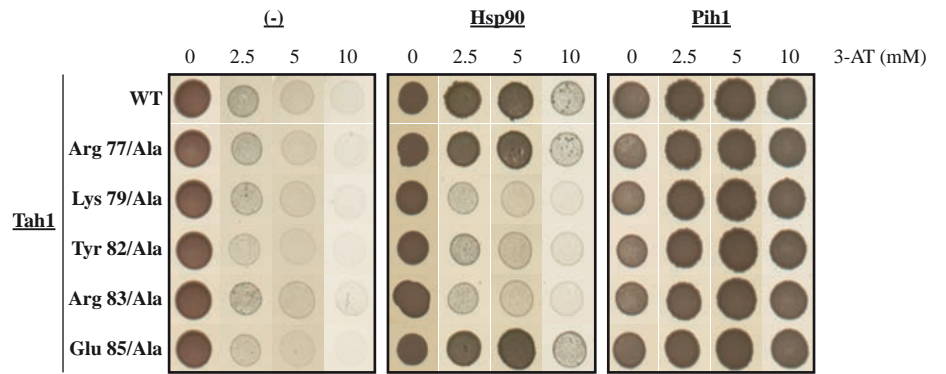 (-) Hsp90 Pih1
0 2.5 5 10 0 2.5 5 10 0 2.5 5 10 3-AT (mM)
WT
Arg 77/Ala
Lys 79/Ala
Tah1
Tyr 82/Ala
Arg 83/Ala
Glu 85/Ala